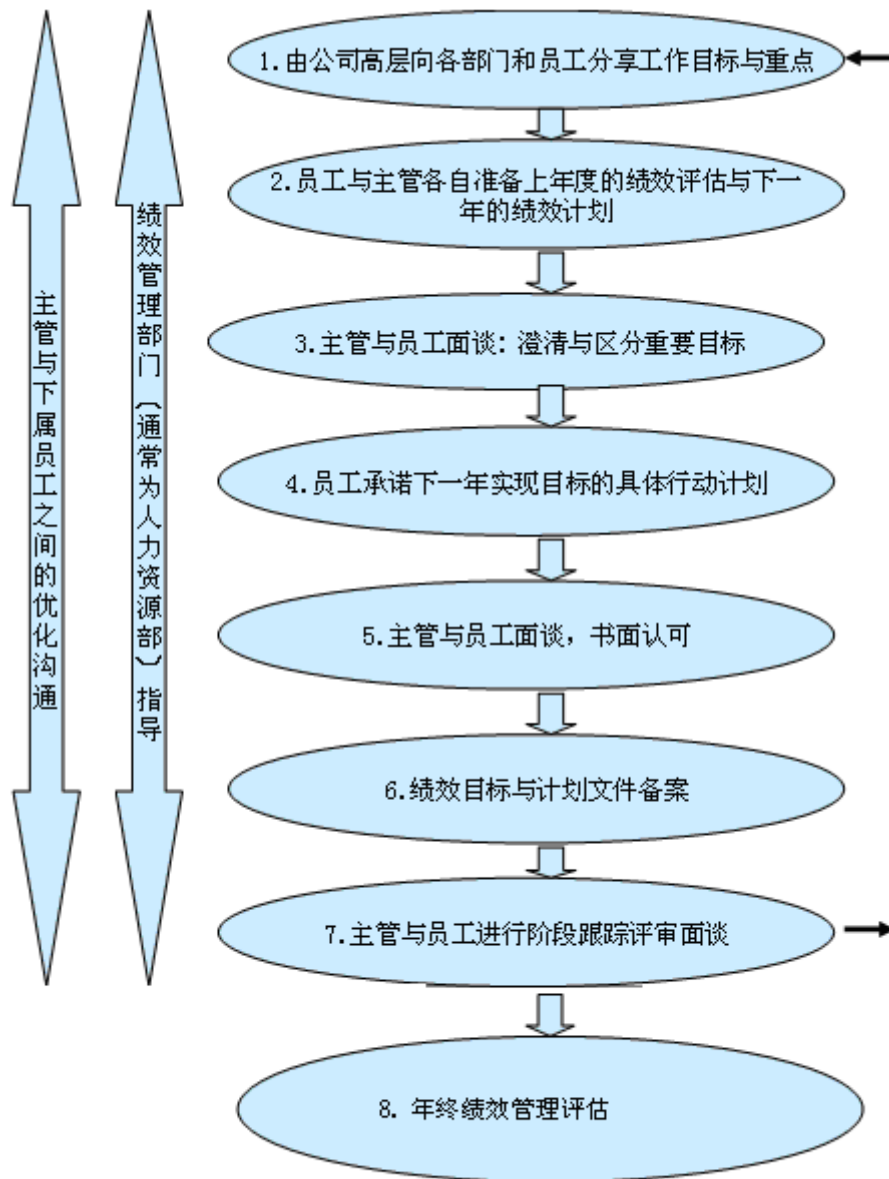 1.由公司高层向各部门和员工分享工作目标与重点
2.员工与主管各自准备上年度的绩效评估与下一
年的绩效计划
3.主管与员工面谈：澄清与区分重要目标
4.员工承诺下一年实现目标的具体行动计划
5.主管与员工面谈，书面认可
6.绩效目标与计划文件备案
7.主管与员工进行阶段跟踪评审面谈
8. 年终绩效管理评估
主管与下属员工之间的优化沟通
绩效管理部门（通常为人力资源部）指导